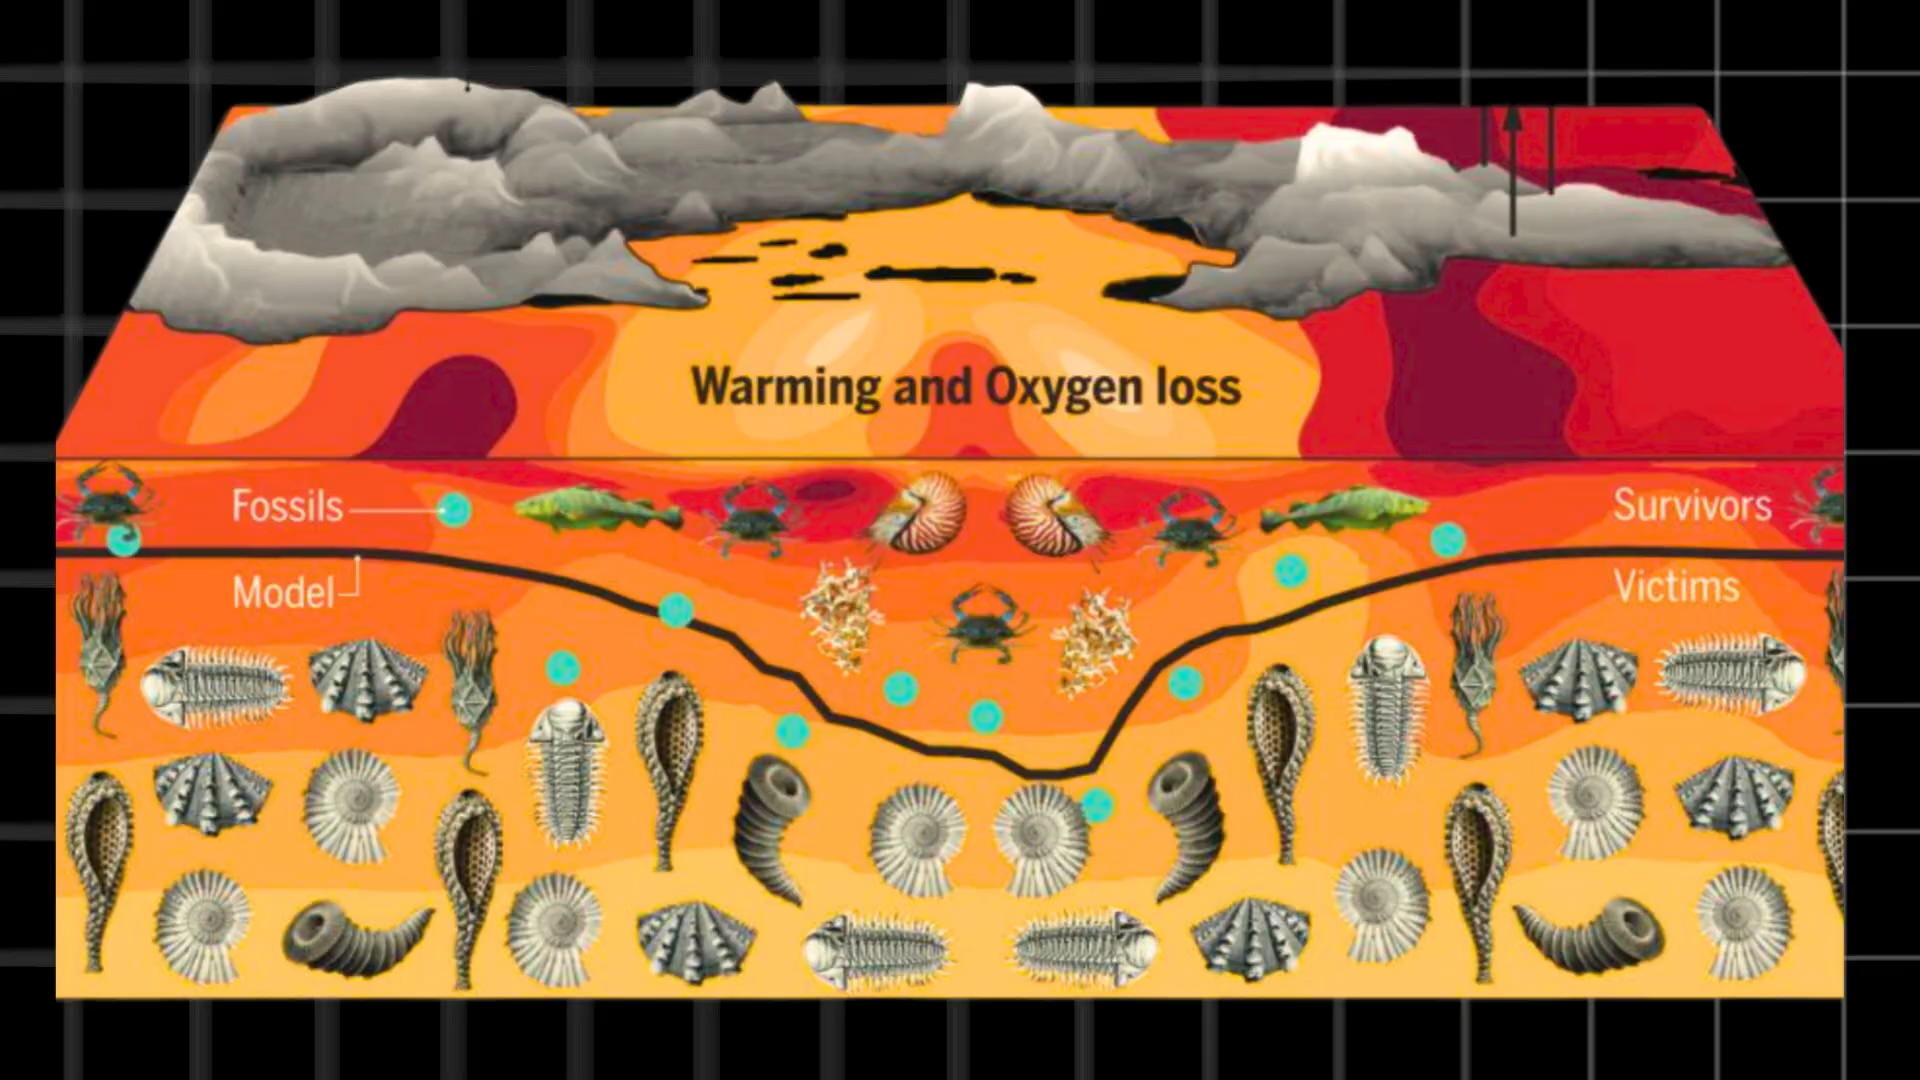 Warming and Oxygen loss
Fossils
Survivors
Model
Victims